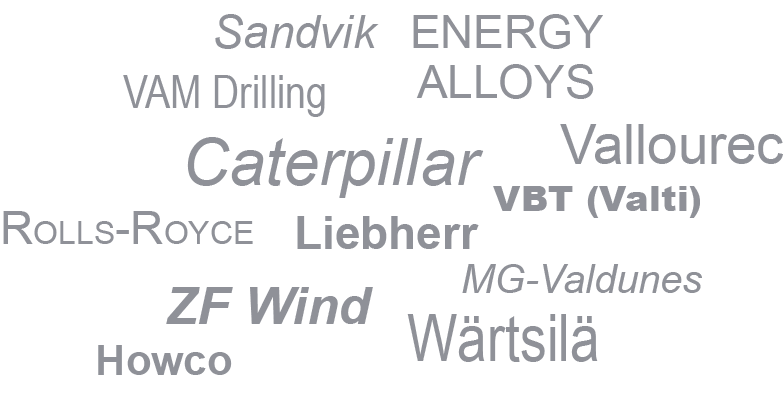 Sandvik
ENERGY
ALLOYS
VAM Drilling
Vallourec
Caterpillar
VBT (Valti)
ROLLS-ROYCE
Liebherr
MG-Valdunes
ZF Wind
Wärtsilä
Howco